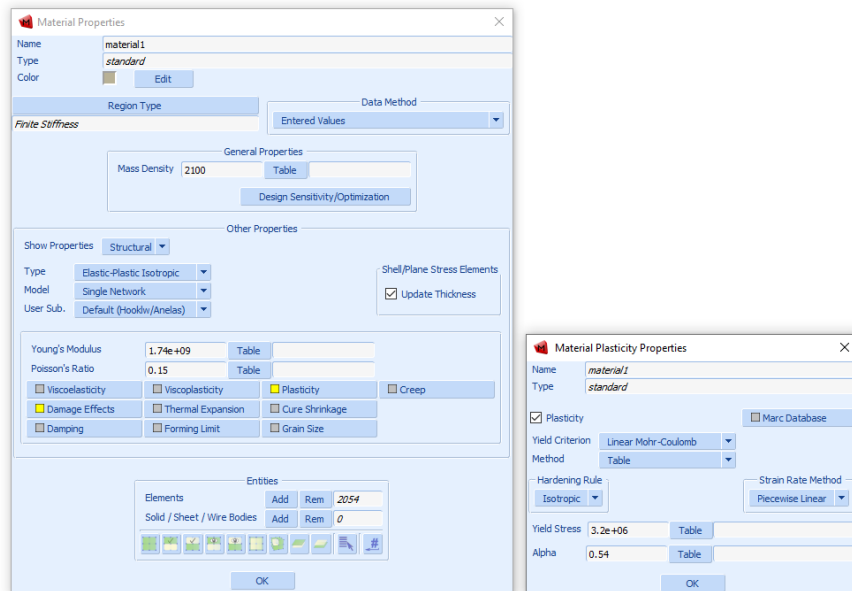 Material Properties
Name material1
Type standard
Color Edit
Region Type
Finite Stiffness
Data Method
Entered Values
General Properties
Mass Density 2100 Table
Design Sensitivity/Optimization
Other Properties
Show Properties Structural
Type Elastic-Plastic Isotropic
Model Single Network
User Sub. Default (Hooklw/Anelas)
Shell/Plane Stress Elements
Update Thickness
Young's Modulus 1.74e+09 Table
Poisson's Ratio 0.15 Table
Viscoelasticity Viscoplasticity Plasticity Creep
Damage Effects Thermal Expansion Cure Shrinkage
Damping Forming Limit Grain Size
Entities
Elements Add Rem 2054
Solid / Sheet / Wire Bodies Add Rem 0
#
OK
Material Plasticity Properties
Name material1
Type standard
Plasticity Marc Database
Yield Criterion Linear Mohr-Coulomb
Method Table
Hardening Rule Strain Rate Method
Isotropic Piecewise Linear
Yield Stress 3.2e+06 Table
Alpha 0.54 Table
OK